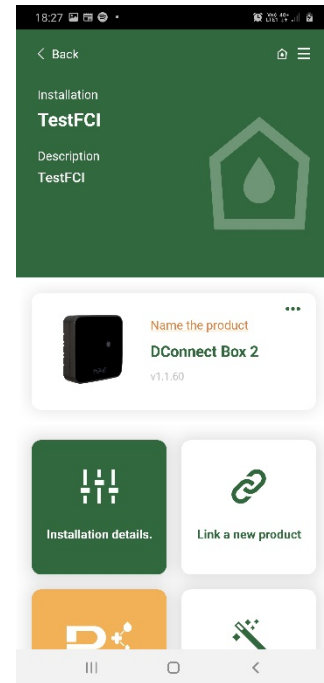 18:27
Back
Installation
TestFCI
Description
TestFCI
Name the product
DConnect Box 2
v1.1.60
Installation details.
Link a new product